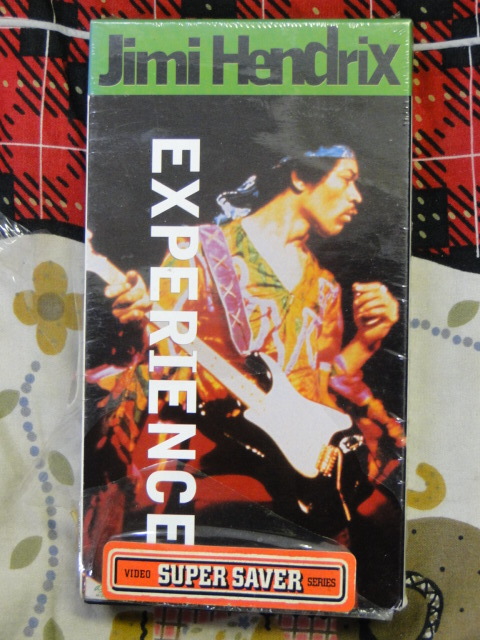 Jimi Hendrix
EXPERIENCE
VIDEO SUPER SAVER SERIES